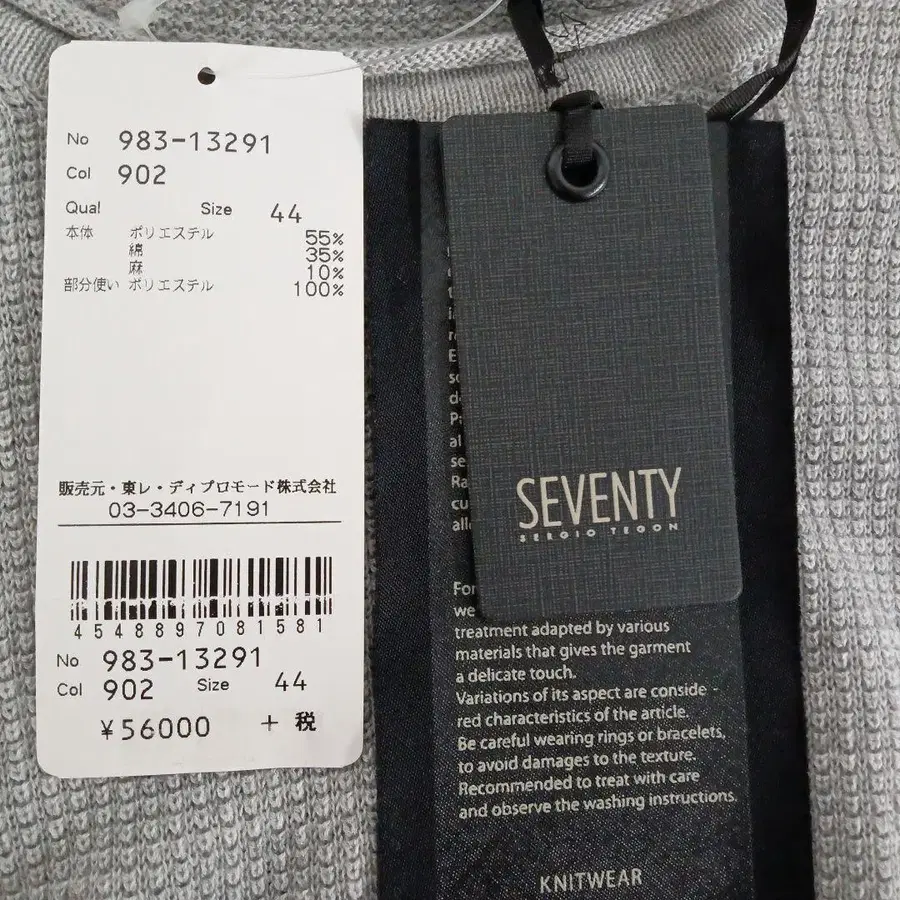 No 983-13291
Col 902
Qual Size 44
本体 ポリエステル 55%
綿 35%
麻 10%
部分使い ポリエステル 100%
販売元・東レ・ディプロモード株式会社
03-3406-7191
4548897081581
No 983-13291
Col 902 Size 44
¥56000 + 税
44
SEVENTY
SERGIO TEGON
treatment adapted by various
materials that gives the garment
a delicate touch.
Variations of its aspect are conside -
red characteristics of the article.
Be careful wearing rings or bracelets,
to avoid damages to the texture.
Recommended to treat with care
and observe the washing instructions.
KNITWEAR